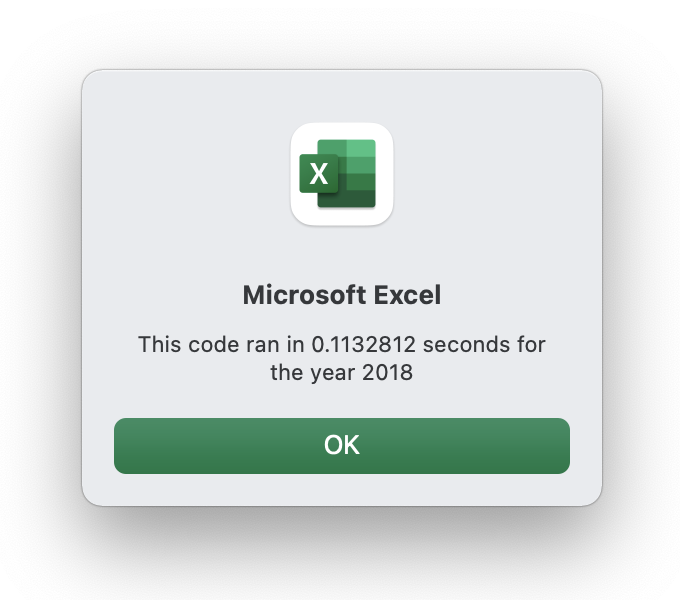 X
Microsoft Excel
This code ran in 0.1132812 seconds for
the year 2018
OK